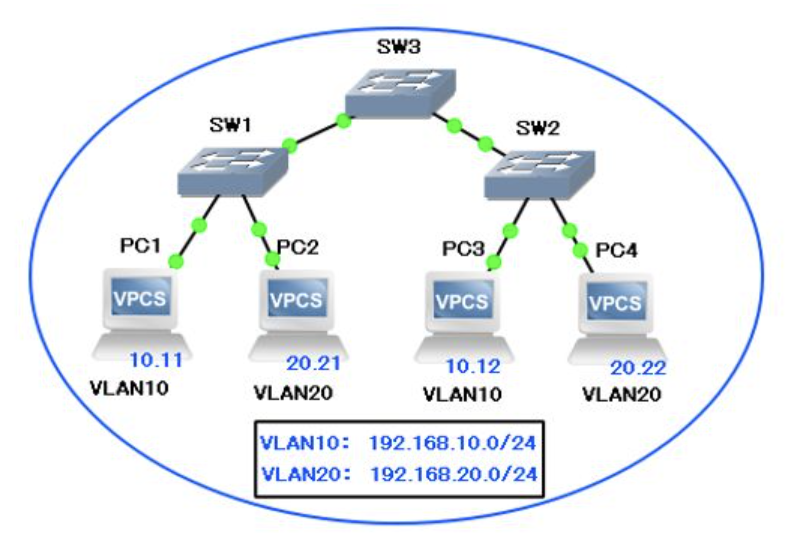 SW3
SW1
SW2
PC1
PC2
PC3
PC4
VPCS
VPCS
VPCS
VPCS
10.11
20.21
10.12
20.22
VLAN10
VLAN20
VLAN10
VLAN20
VLAN10: 192.168.10.0/24
VLAN20: 192.168.20.0/24